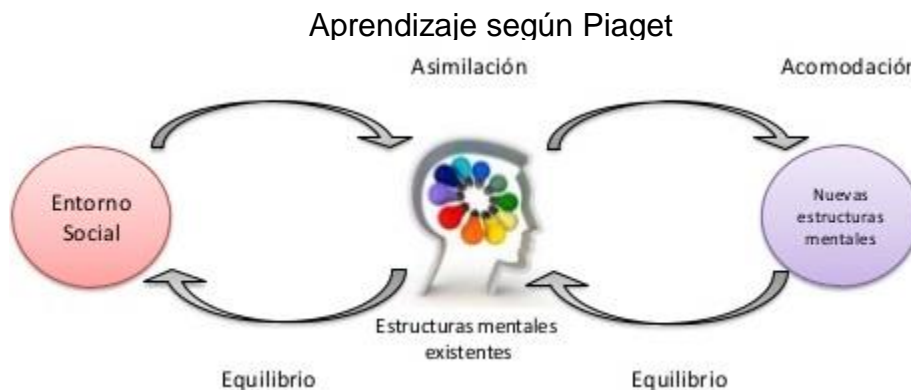 Aprendizaje según Piaget
Asimilación
Acomodación
Entorno
Social
Nuevas
estructuras
mentales
Estructuras mentales
existentes
Equilibrio
Equilibrio